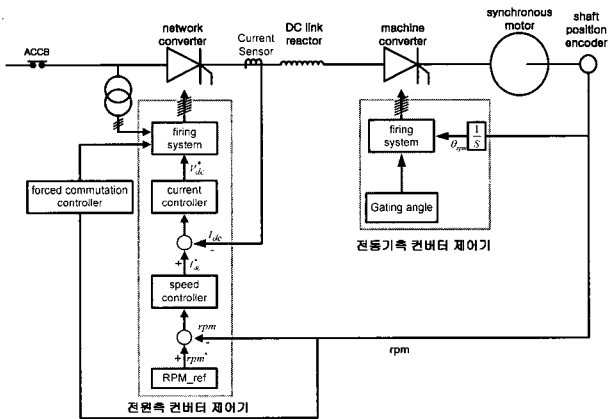 ACCB
network
converter
Current
Sensor
DC link
reactor
machine
converter
synchronous
motor
shaft
position
encoder
firing
system
V*dc
forced commutation
controller
current
controller
Idc
-
+ I*dc
speed
controller
rpm
-
+ rpm*
RPM_ref
전원측 컨버터 제어기
firing
system
θrpm
1
S
Gating angle
전동기측 컨버터 제어기
rpm